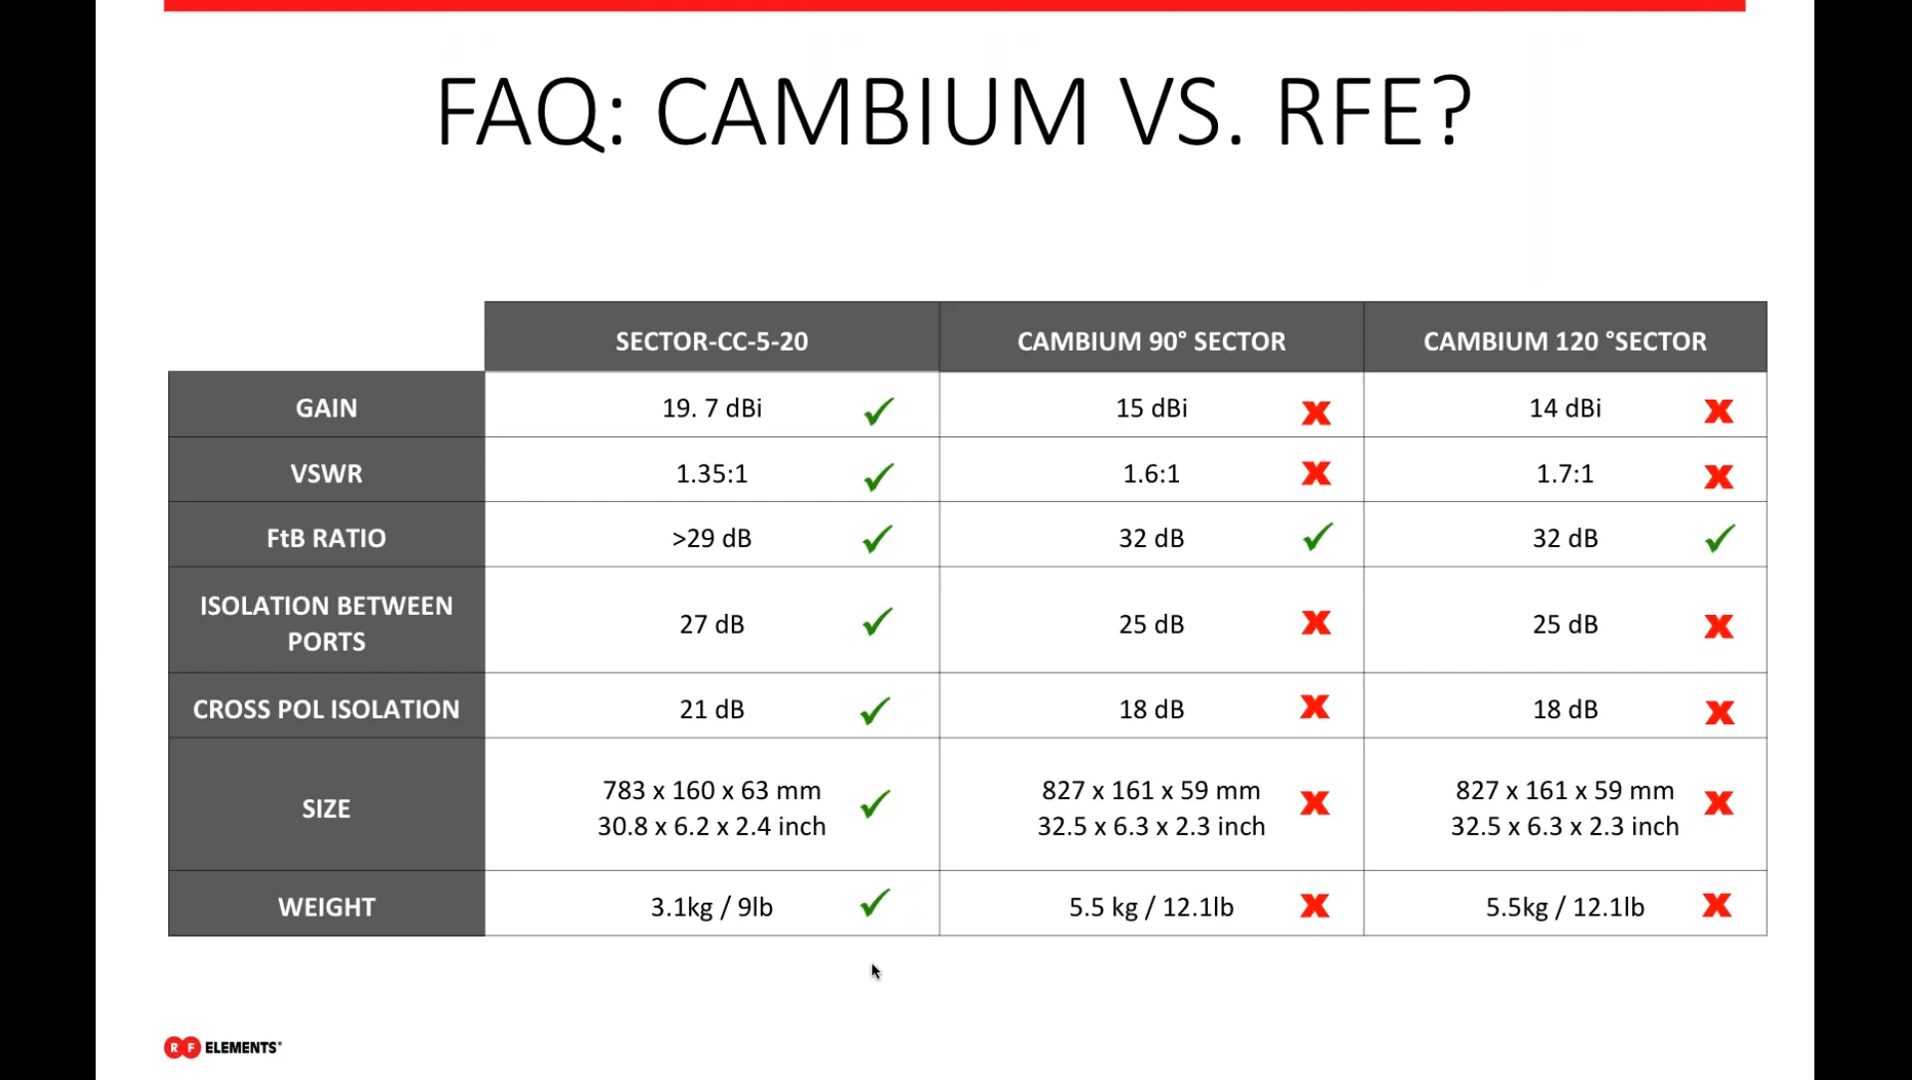 FAQ: CAMBIUM VS. RFE?
SECTOR-CC-5-20 CAMBIUM 90° SECTOR CAMBIUM 120 °SECTOR
GAIN 19. 7 dBi 15 dBi 14 dBi
VSWR 1.35:1 1.6:1 1.7:1
FtB RATIO >29 dB 32 dB 32 dB
ISOLATION BETWEEN
PORTS 27 dB 25 dB 25 dB
CROSS POL ISOLATION 21 dB 18 dB 18 dB
SIZE
783 x 160 x 63 mm 827 x 161 x 59 mm 827 x 161 x 59 mm
30.8 x 6.2 x 2.4 inch 32.5 x 6.3 x 2.3 inch 32.5 x 6.3 x 2.3 inch
WEIGHT 3.1kg / 9lb 5.5 kg / 12.1lb 5.5kg / 12.1lb
RF ELEMENTS